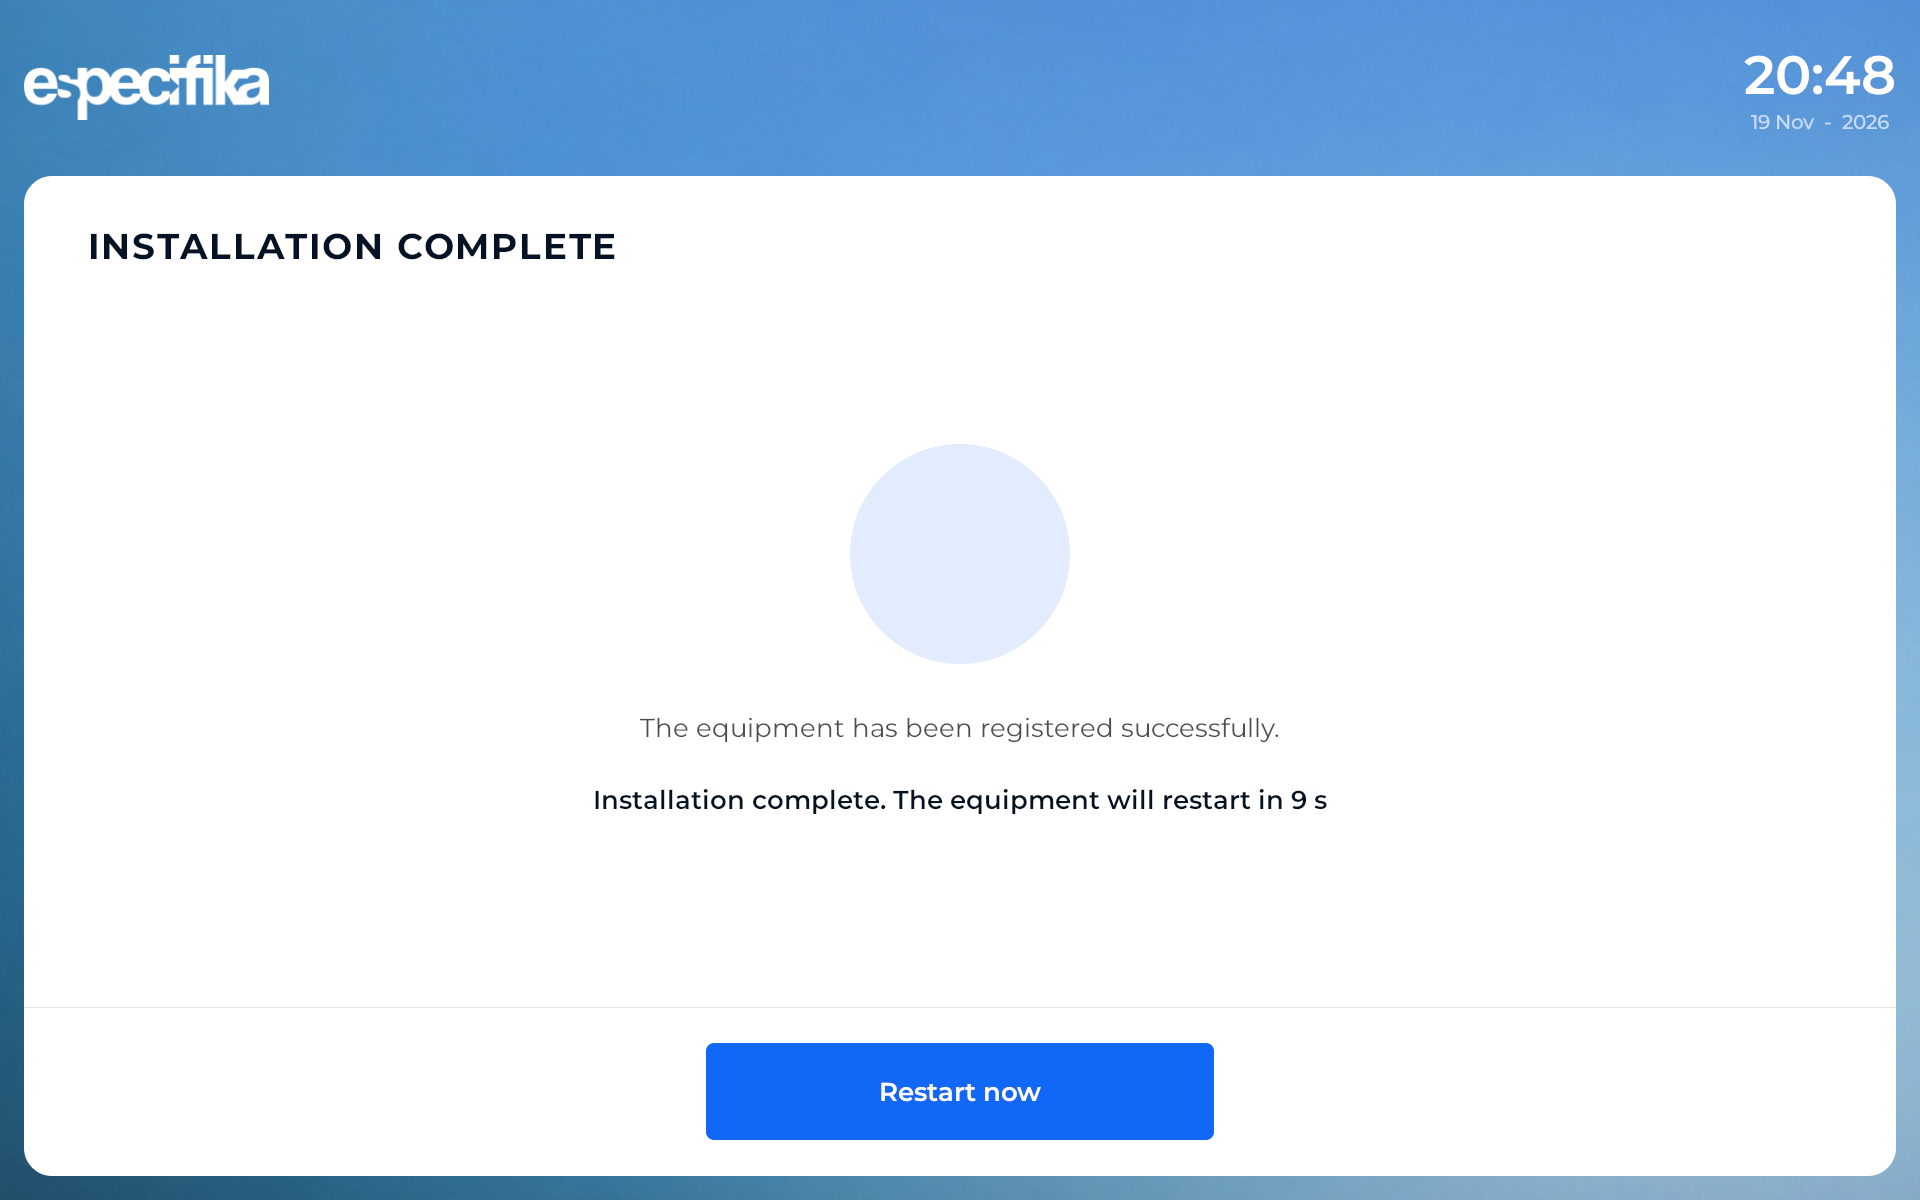 especifika
20:48
19 Nov - 2026
INSTALLATION COMPLETE
The equipment has been registered successfully.
Installation complete. The equipment will restart in 9 s
Restart now